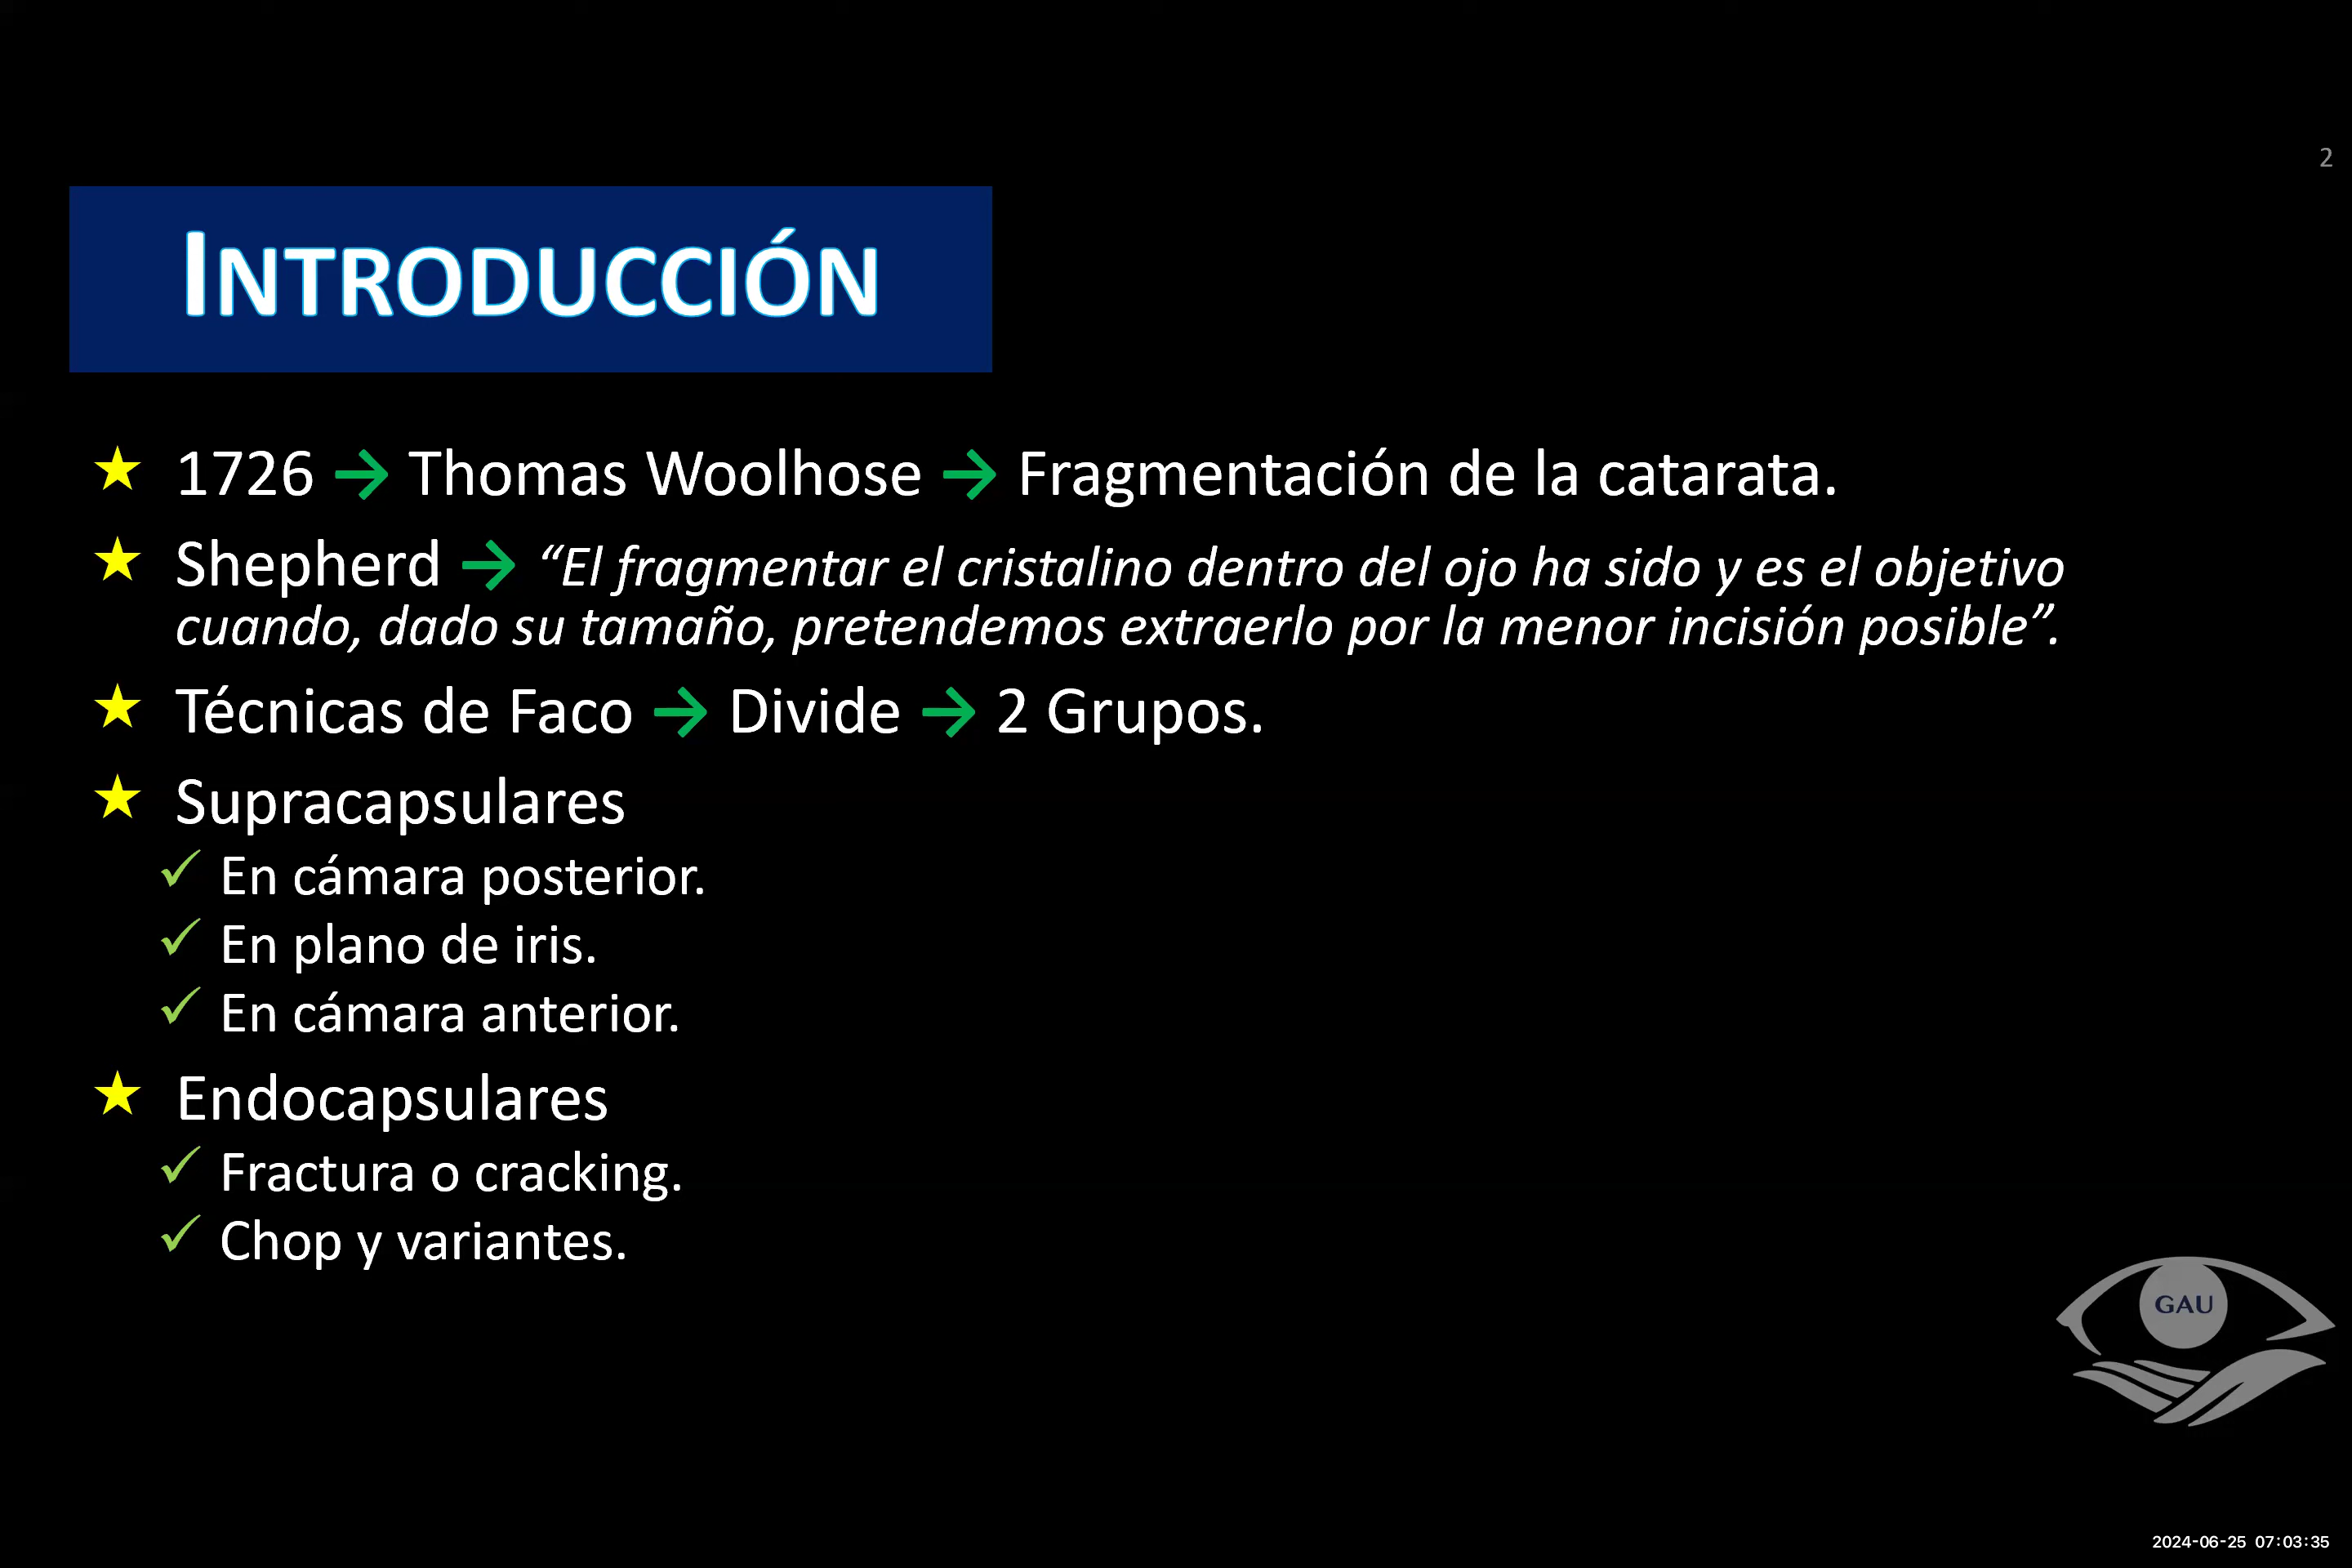 2
INTRODUCCIÓN
★ 1726 → Thomas Woolhose → Fragmentación de la catarata.
★ Shepherd → “El fragmentar el cristalino dentro del ojo ha sido y es el objetivo
cuando, dado su tamaño, pretendemos extraerlo por la menor incisión posible”.
★ Técnicas de Faco → Divide → 2 Grupos.
★ Supracapsulares
✓ En cámara posterior.
✓ En plano de iris.
✓ En cámara anterior.
★ Endocapsulares
✓ Fractura o cracking.
✓ Chop y variantes.
GAU
2024-06-25 07:03:35